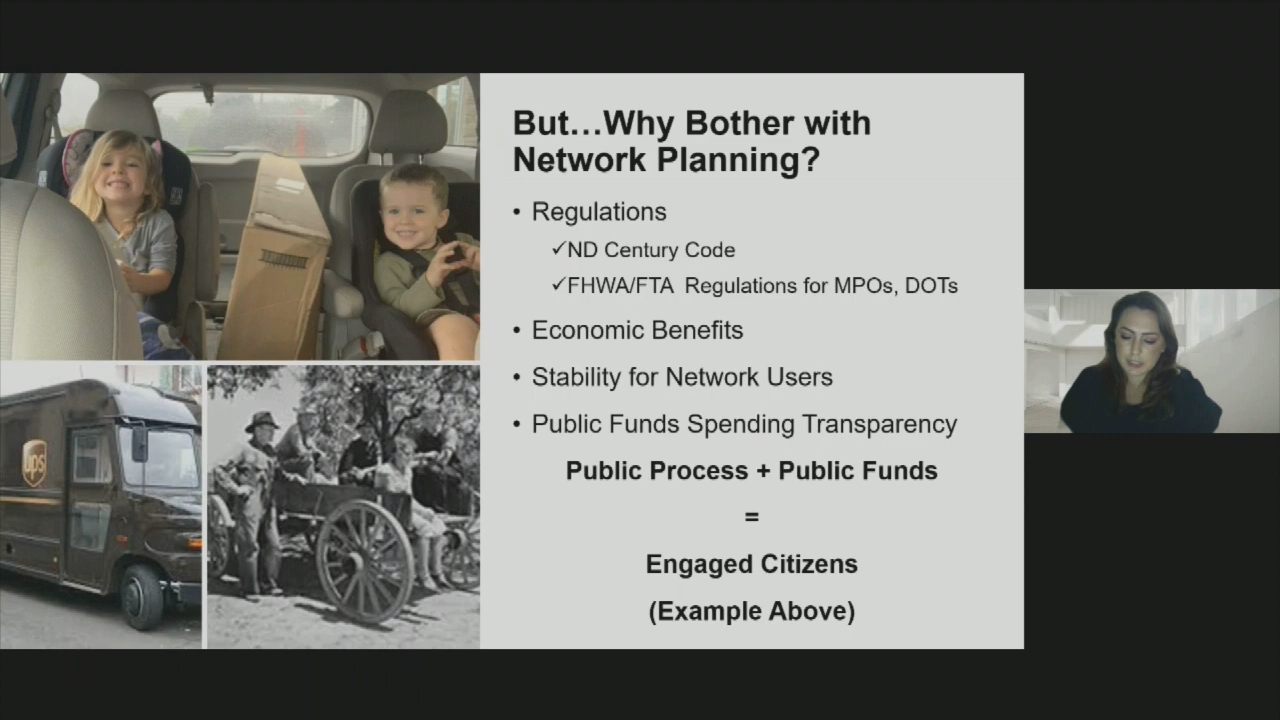 But…Why Bother with
Network Planning?
• Regulations
✓ND Century Code
✓FHWA/FTA Regulations for MPOs, DOTs
• Economic Benefits
• Stability for Network Users
• Public Funds Spending Transparency
Public Process + Public Funds
=
Engaged Citizens
(Example Above)
ups